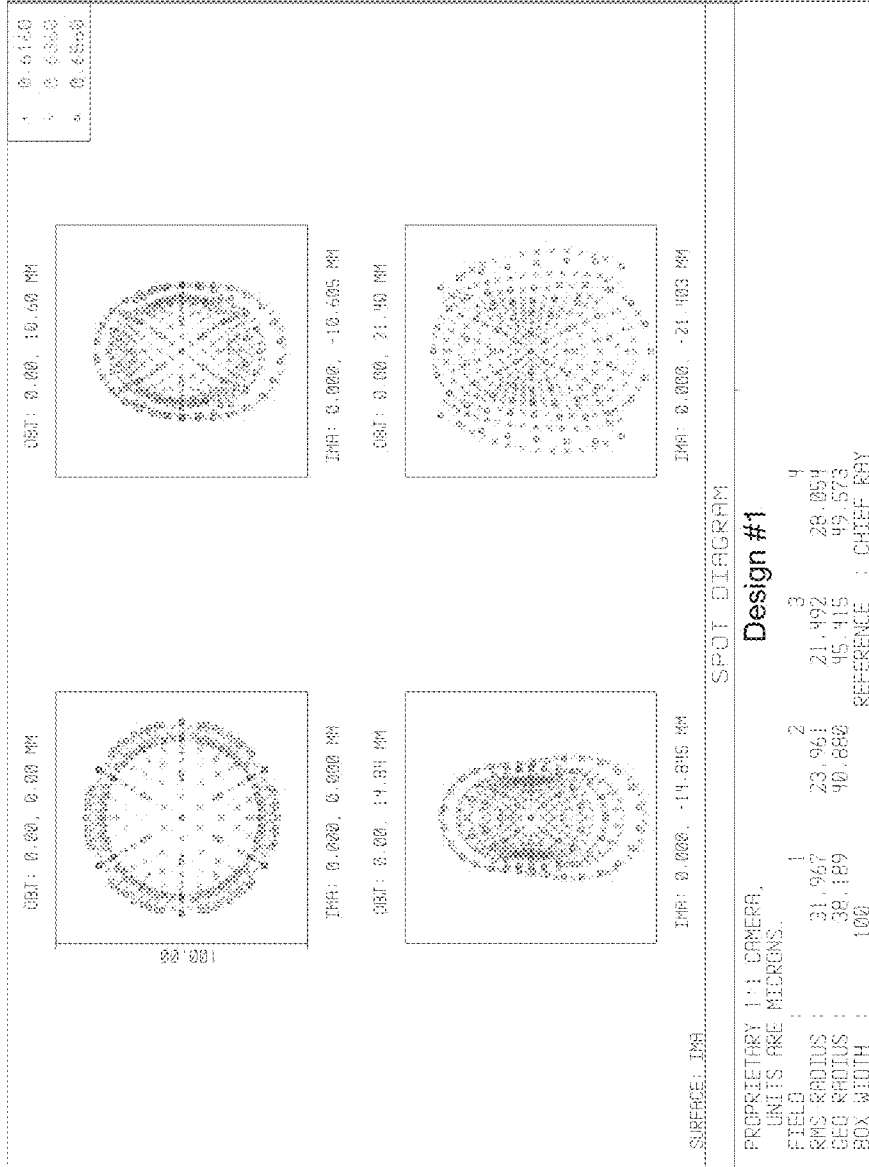 OBJ: 0.00, 0.00 MM
OBJ: 0.00, 10.60 MM
0.6160
0.6360
0.6560
100.00
IMA: 0.000, 0.000 MM
IMA: 0.000, -10.605 MM
OBJ: 0.00, 14.84 MM
OBJ: 0.00, 21.40 MM
IMA: 0.000, -14.845 MM
IMA: 0.000, -21.403 MM
SURFACE: IMA
SPOT DIAGRAM
PROPRIETARY 1:1 CAMERA.
Design #1
UNITS ARE MICRONS.
FIELD : 1 2 3 4
RMS RADIUS : 31.967 23.961 21.492 28.054
GEO RADIUS : 38.189 40.880 45.415 49.573
BOX WIDTH : 100 REFERENCE : CHIEF RAY